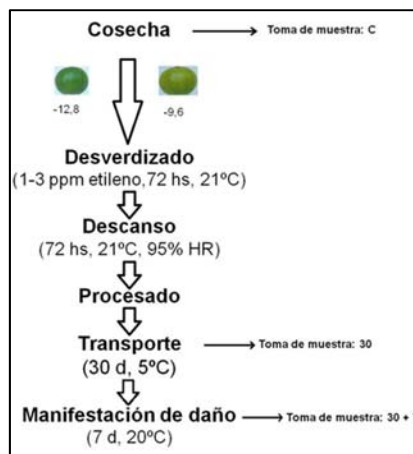 Cosecha Toma de muestra: C
-12,8 -9,6
Desverdizado
(1-3 ppm etileno,72 hs, 21ºC)
Descanso
(72 hs, 21ºC, 95% HR)
Procesado
Transporte Toma de muestra: 30
(30 d, 5ºC)
Manifestación de daño Toma de muestra: 30 +
(7 d, 20ºC)